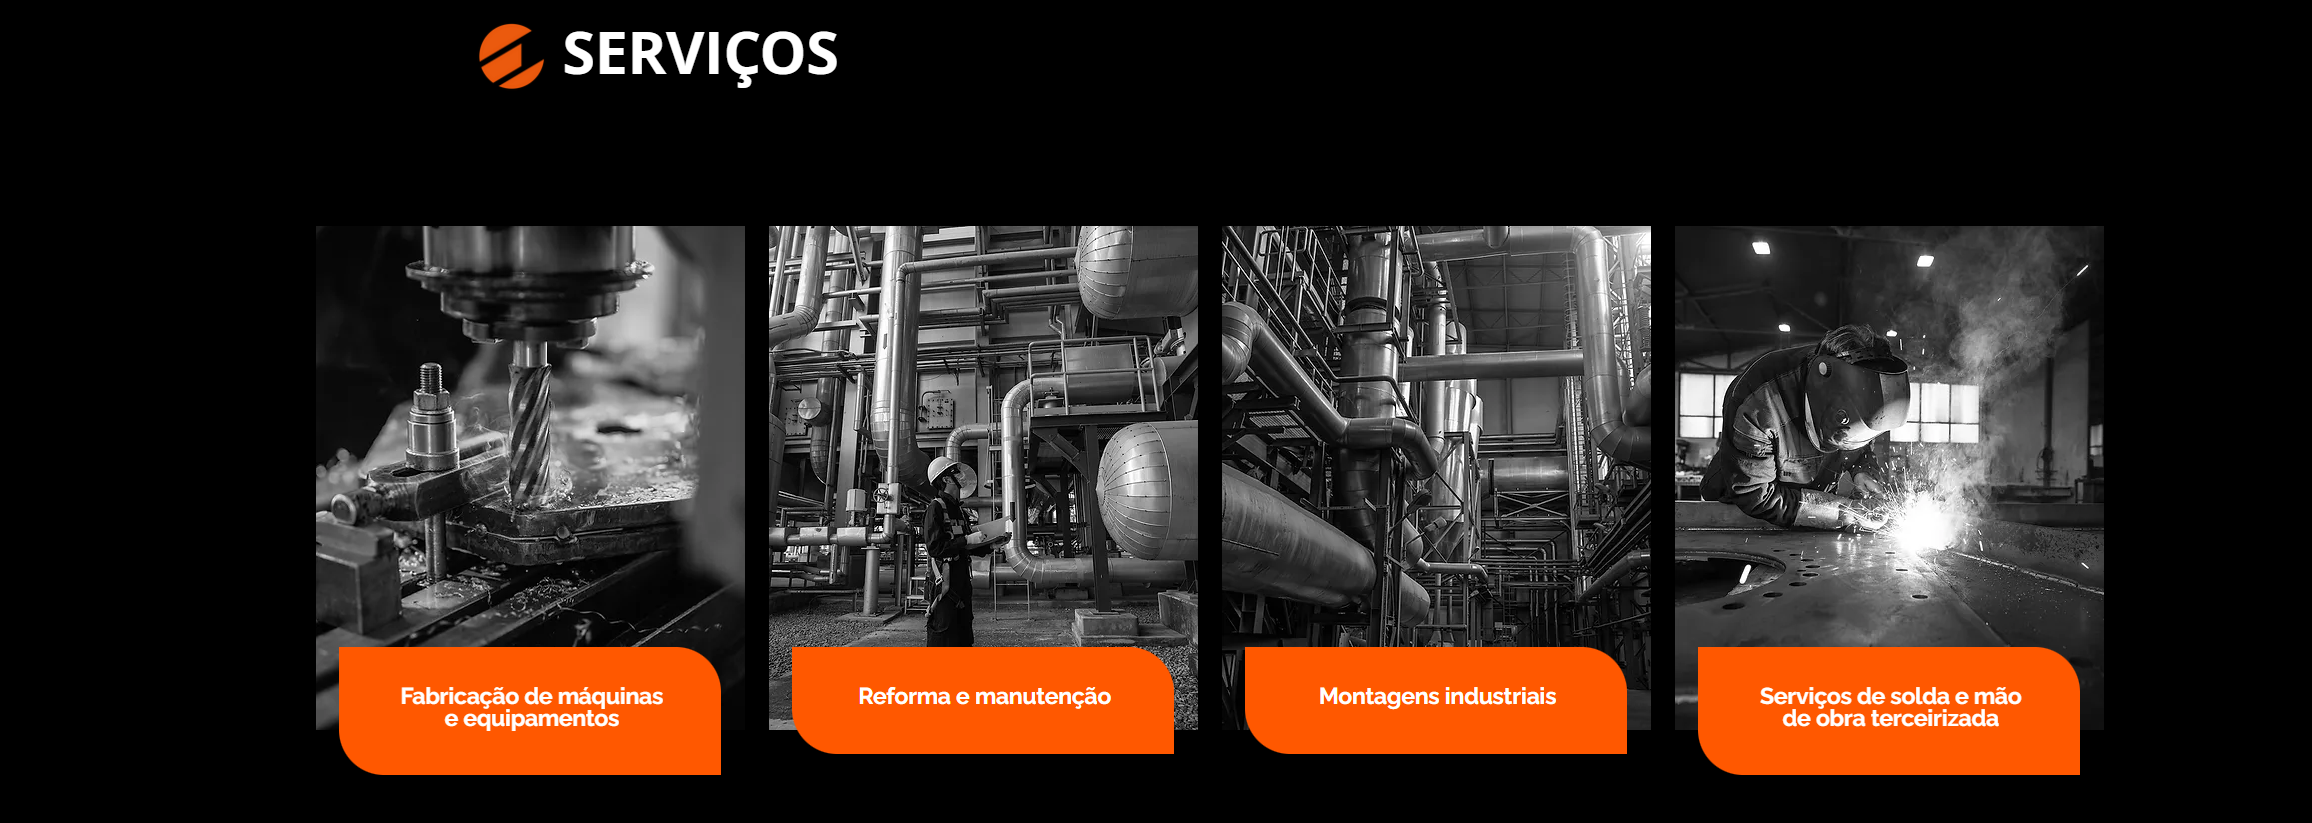 SERVIÇOS
Fabricação de máquinas
e equipamentos
Reforma e manutenção
Montagens industriais
Serviços de solda e mão
de obra terceirizada